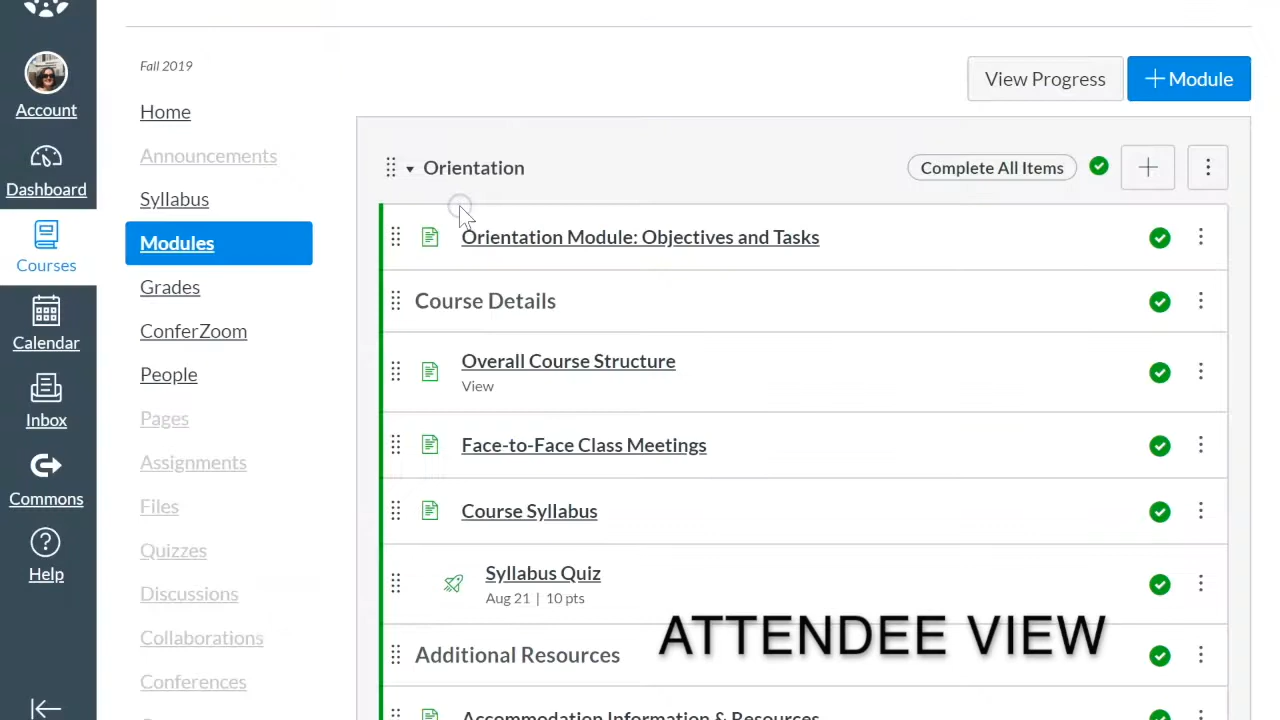 Account
Dashboard
Courses
Calendar
Inbox
Commons
Help
Fall 2019
Home
Announcements
Syllabus
Modules
Grades
ConferZoom
People
Pages
Assignments
Files
Quizzes
Discussions
Collaborations
Conferences
View Progress
+ Module
Orientation
Complete All Items
Orientation Module: Objectives and Tasks
Course Details
Overall Course Structure
View
Face-to-Face Class Meetings
Course Syllabus
Syllabus Quiz
Aug 21 | 10 pts
ATTENDEE VIEW
Additional Resources
Accommodation Information & Resources